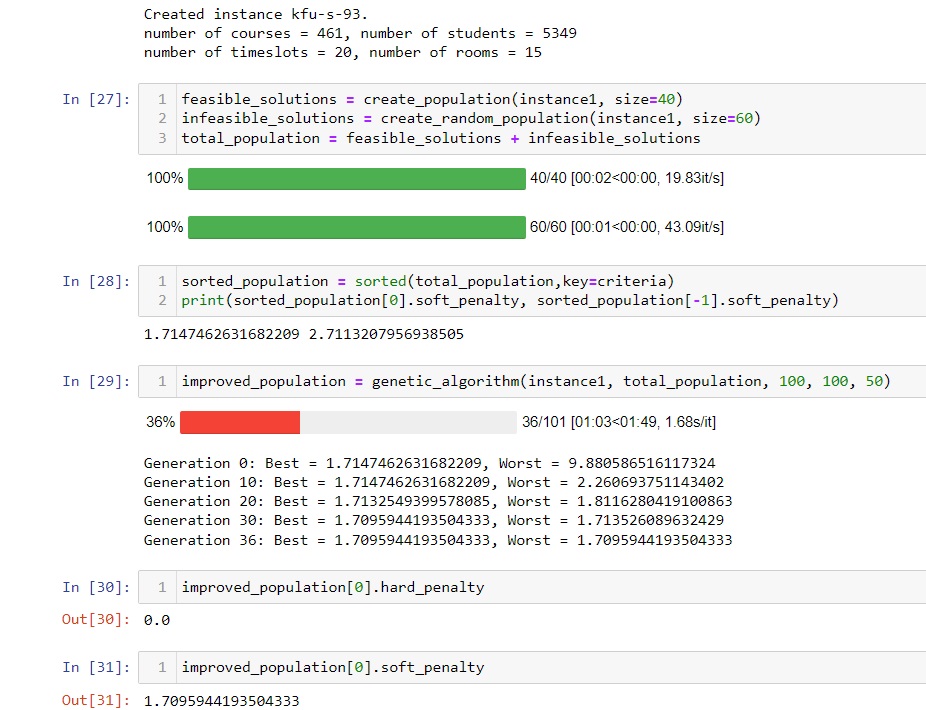 Created instance kfu-s-93.
number of courses = 461, number of students = 5349
number of timeslots = 20, number of rooms = 15
In [27]: 1 feasible_solutions = create_population(instance1, size=40)
2 infeasible_solutions = create_random_population(instance1, size=60)
3 total_population = feasible_solutions + infeasible_solutions
100% 40/40 [00:02<00:00, 19.83it/s]
100% 60/60 [00:01<00:00, 43.09it/s]
In [28]: 1 sorted_population = sorted(total_population,key=criteria)
2 print(sorted_population[0].soft_penalty, sorted_population[-1].soft_penalty)
1.7147462631682209 2.7113207956938505
In [29]: 1 improved_population = genetic_algorithm(instance1, total_population, 100, 100, 50)
36% 36/101 [01:03<01:49, 1.68s/it]
Generation 0: Best = 1.7147462631682209, Worst = 9.880586516117324
Generation 10: Best = 1.7147462631682209, Worst = 2.260693751143402
Generation 20: Best = 1.7132549399578085, Worst = 1.8116280419100863
Generation 30: Best = 1.7095944193504333, Worst = 1.713526089632429
Generation 36: Best = 1.7095944193504333, Worst = 1.7095944193504333
In [30]: 1 improved_population[0].hard_penalty
Out[30]: 0.0
In [31]: 1 improved_population[0].soft_penalty
Out[31]: 1.7095944193504333